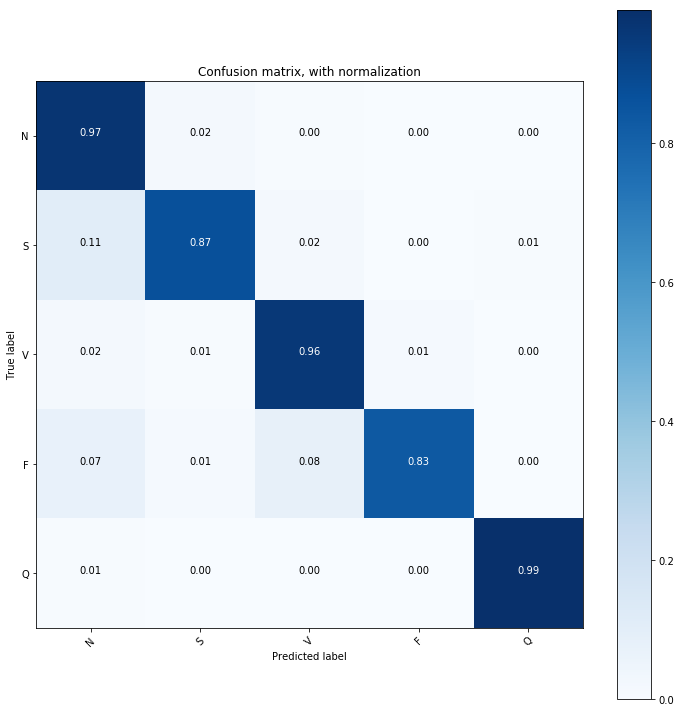 Confusion matrix, with normalization
True label
N 0.97 0.02 0.00 0.00 0.00
S 0.11 0.87 0.02 0.00 0.01
V 0.02 0.01 0.96 0.01 0.00
F 0.07 0.01 0.08 0.83 0.00
Q 0.01 0.00 0.00 0.00 0.99
N S V F Q
Predicted label
0.8
0.6
0.4
0.2
0.0